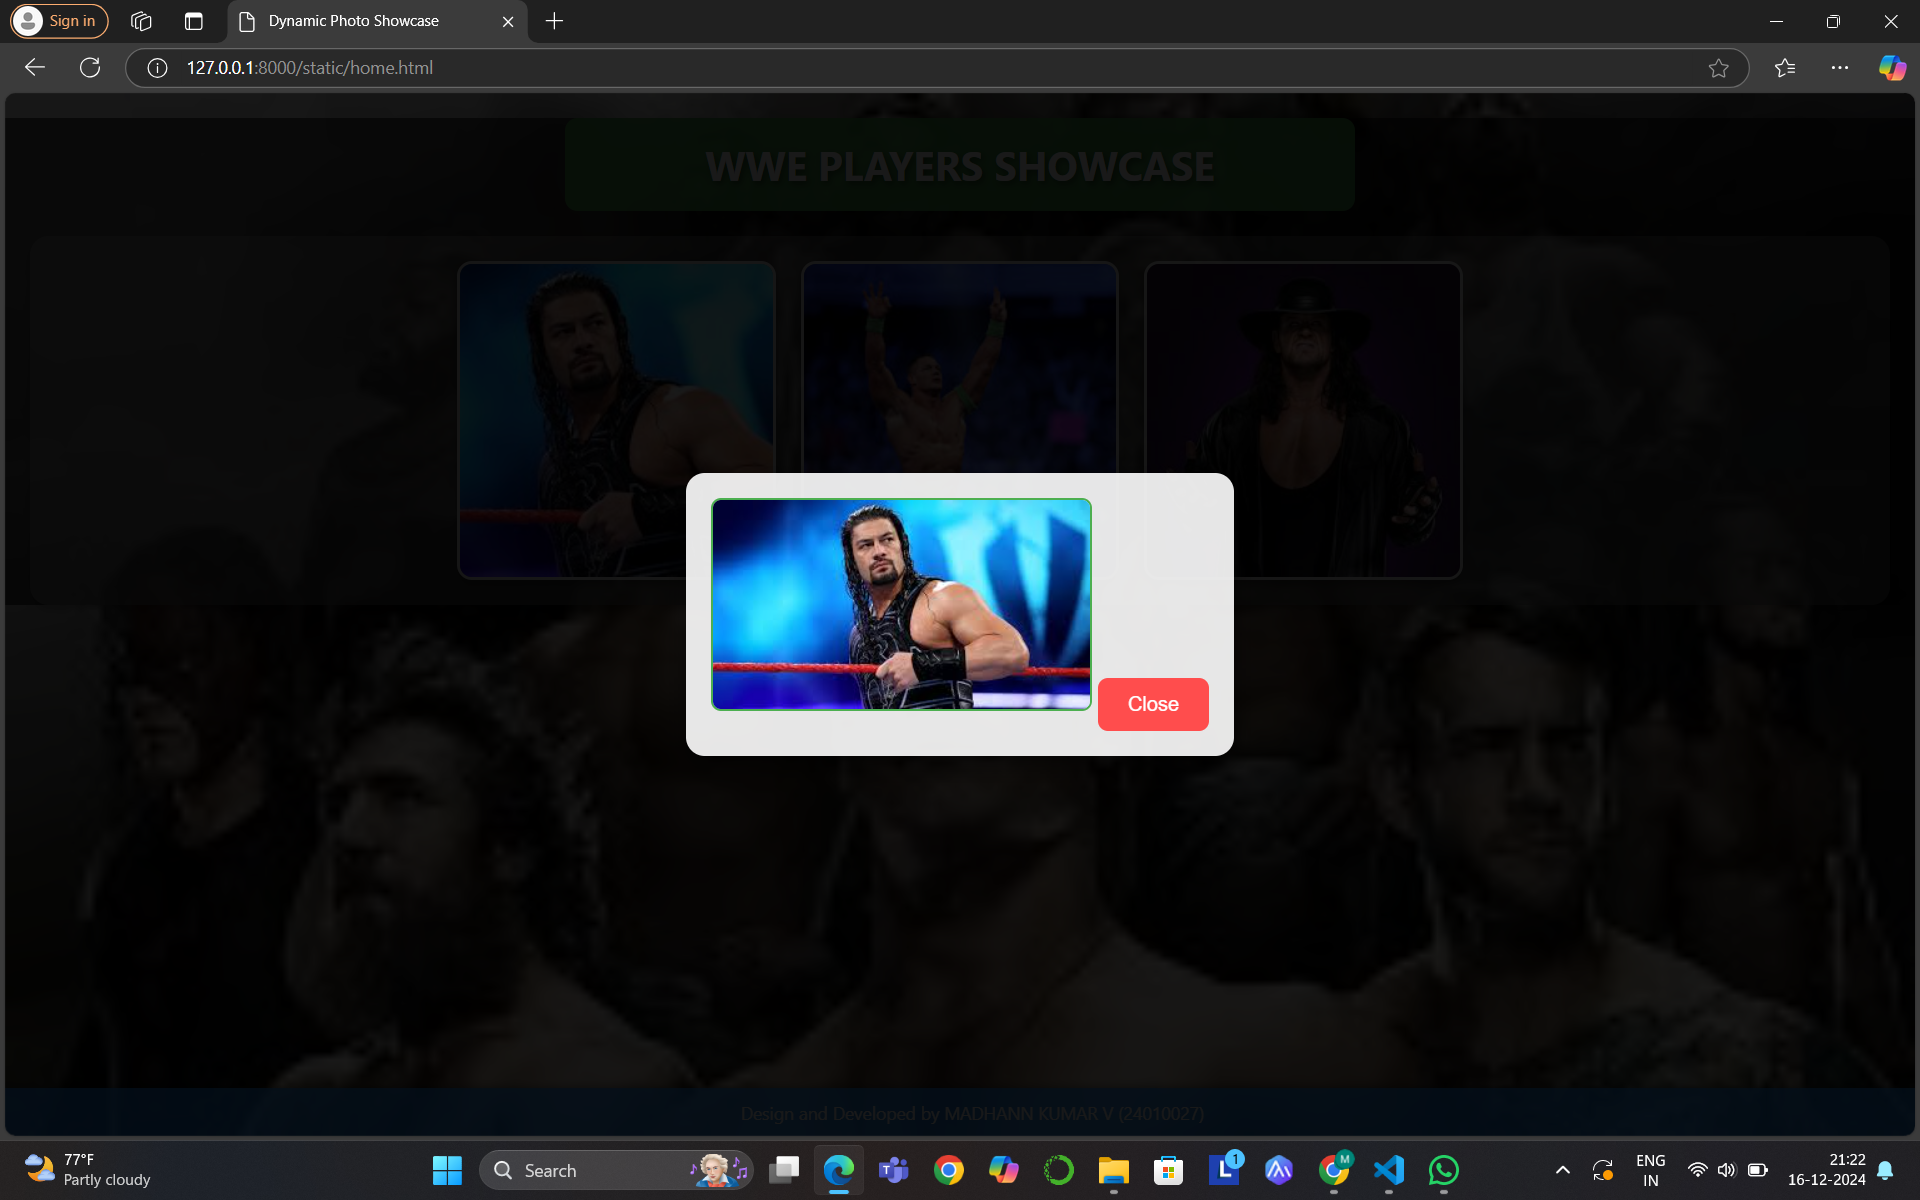 Sign in
Dynamic Photo Showcase
127.0.0.1:8000/static/home.html
WWE PLAYERS SHOWCASE
Close
Design and Developed by MADHANN KUMAR V (24010027)
77°F
Partly cloudy
Search
T
L
1
M
ENG
IN
21:22
16-12-2024